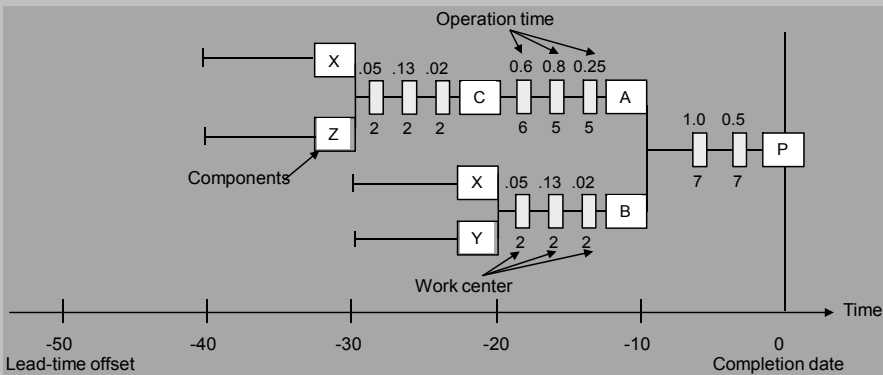 Operation time
X
.05 .13 .02
0.6 0.8 0.25
C
A
2 2 2
6 5 5
Z
1.0 0.5
P
7 7
Components
X
.05 .13 .02
B
Y
2 2 2
Work center
Time
-50 -40 -30 -20 -10 0
Lead-time offset
Completion date